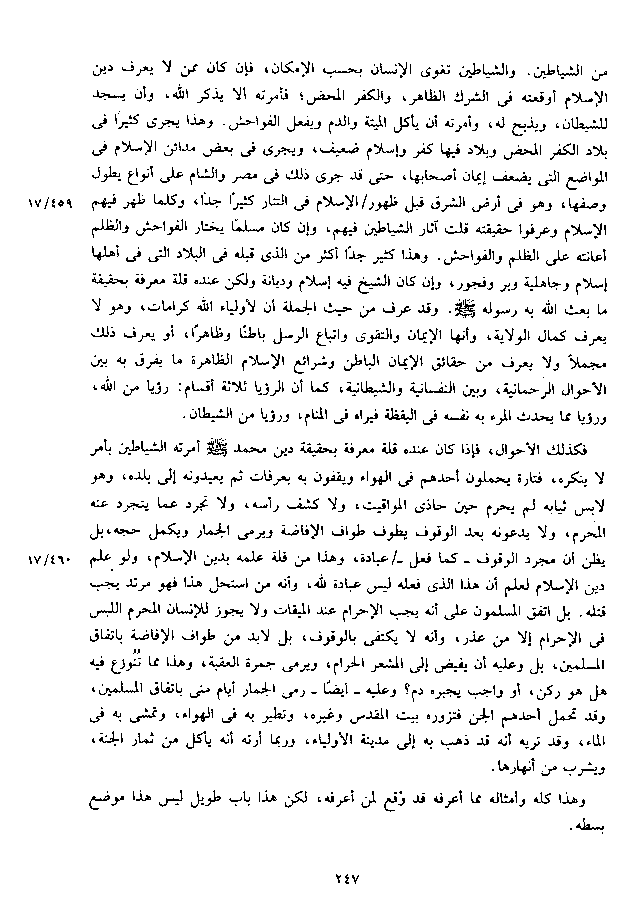 من الشياطين. والشياطين تغوى الإنسان بحسب الإمكان، فإن كان ممن لا يعرف دين
الإسلام أوقعته فى الشرك الظاهر، والكفر المحض؛ فأمرته ألا يذكر الله، وأن يسجد
للشيطان، ويذبح له، وأمرته أن يأكل الميتة والدم ويفعل الفواحش. وهذا يجرى كثيرًا فى
بلاد الكفر المحض وبلاد فيها كفر وإسلام ضعيف، ويجرى فى بعض مدائن الإسلام فى
المواضع التى يضعف إيمان أصحابها، حتى قد جرى ذلك فى مصر والشام على أنواع يطول
وصفها، وهو فى أرض الشرق قبل ظهور/الإسلام فى التتار كثيرًا جدًا، وكلما ظهر فيهم ١٧/٤٥٩
الإسلام وعرفوا حقيقته قلت آثار الشياطين فيهم، وإن كان مسلمًا يختار الفواحش والظلم
أعانته على الظلم والفواحش. وهذا كثير جدًا أكثر من الذى قبله فى البلاد التى فى أهلها
إسلام وجاهلية وبر وفجور، وإن كان الشيخ فيه إسلام وديانة ولكن عنده قلة معرفة بحقيقة
ما بعث الله به رسوله ﷺ. وقد عرف من حيث الجملة أن لأولياء الله كرامات، وهو لا
يعرف كمال الولاية، وأنها الإيمان والتقوى واتباع الرسل باطنًا وظاهرًا، أو يعرف ذلك
مجملاً ولا يعرف من حقائق الإيمان الباطن وشرائع الإسلام الظاهرة ما يفرق به بين
الأحوال الرحمانية، وبين النفسانية والشيطانية، كما أن الرؤيا ثلاثة أقسام: رؤيا من الله،
ورؤيا مما يحدث المرء به نفسه فى اليقظة فيراه فى المنام، ورؤيا من الشيطان.
فكذلك الأحوال، فإذا كان عنده قلة معرفة بحقيقة دين محمد ﷺ أمرته الشياطين بأمر
لا ينكره، فتارة يحملون أحدهم فى الهواء ويقفون به بعرفات ثم يعيدونه إلى بلده، وهو
لابس ثيابه لم يحرم حين حاذى المواقيت، ولا كشف رأسه، ولا تجرد عما يتجرد عنه
المحرم، ولا يدعونه بعد الوقوف يطوف طواف الإفاضة ويرمى الجمار ويكمل حجه، بل
يظن أن مجرد الوقوف ـ كما فعل ـ/عبادة، وهذا من قلة علمه بدين الإسلام، ولو علم ١٧/٤٦٠
دين الإسلام لعلم أن هذا الذى فعله ليس عبادة لله، وأنه من استحل هذا فهو مرتد يجب
قتله. بل اتفق المسلمون على أنه يجب الإحرام عند الميقات ولا يجوز للإنسان المحرم اللبس
فى الإحرام إلا من عذر، وأنه لا يكتفى بالوقوف، بل لابد من طواف الإفاضة باتفاق
المسلمين، بل وعليه أن يفيض إلى المشعر الحرام، ويرمى جمرة العقبة، وهذا مما تُنُوزع فيه
هل هو ركن، أو واجب يجبره دم؟ وعليه ـ أيضًا ـ رمى الجمار أيام منى باتفاق المسلمين،
وقد تحمل أحدهم الجن فتزوره بيت المقدس وغيره، وتطير به فى الهواء، وتمشى به فى
الماء، وقد تريه أنه قد ذهب به إلى مدينة الأولياء، وربما أرته أنه يأكل من ثمار الجنة،
ويشرب من أنهارها.
وهذا كله وأمثاله مما أعرفه قد وقع لمن أعرفه، لكن هذا باب طويل ليس هذا موضع
بسطه.
٢٤٧